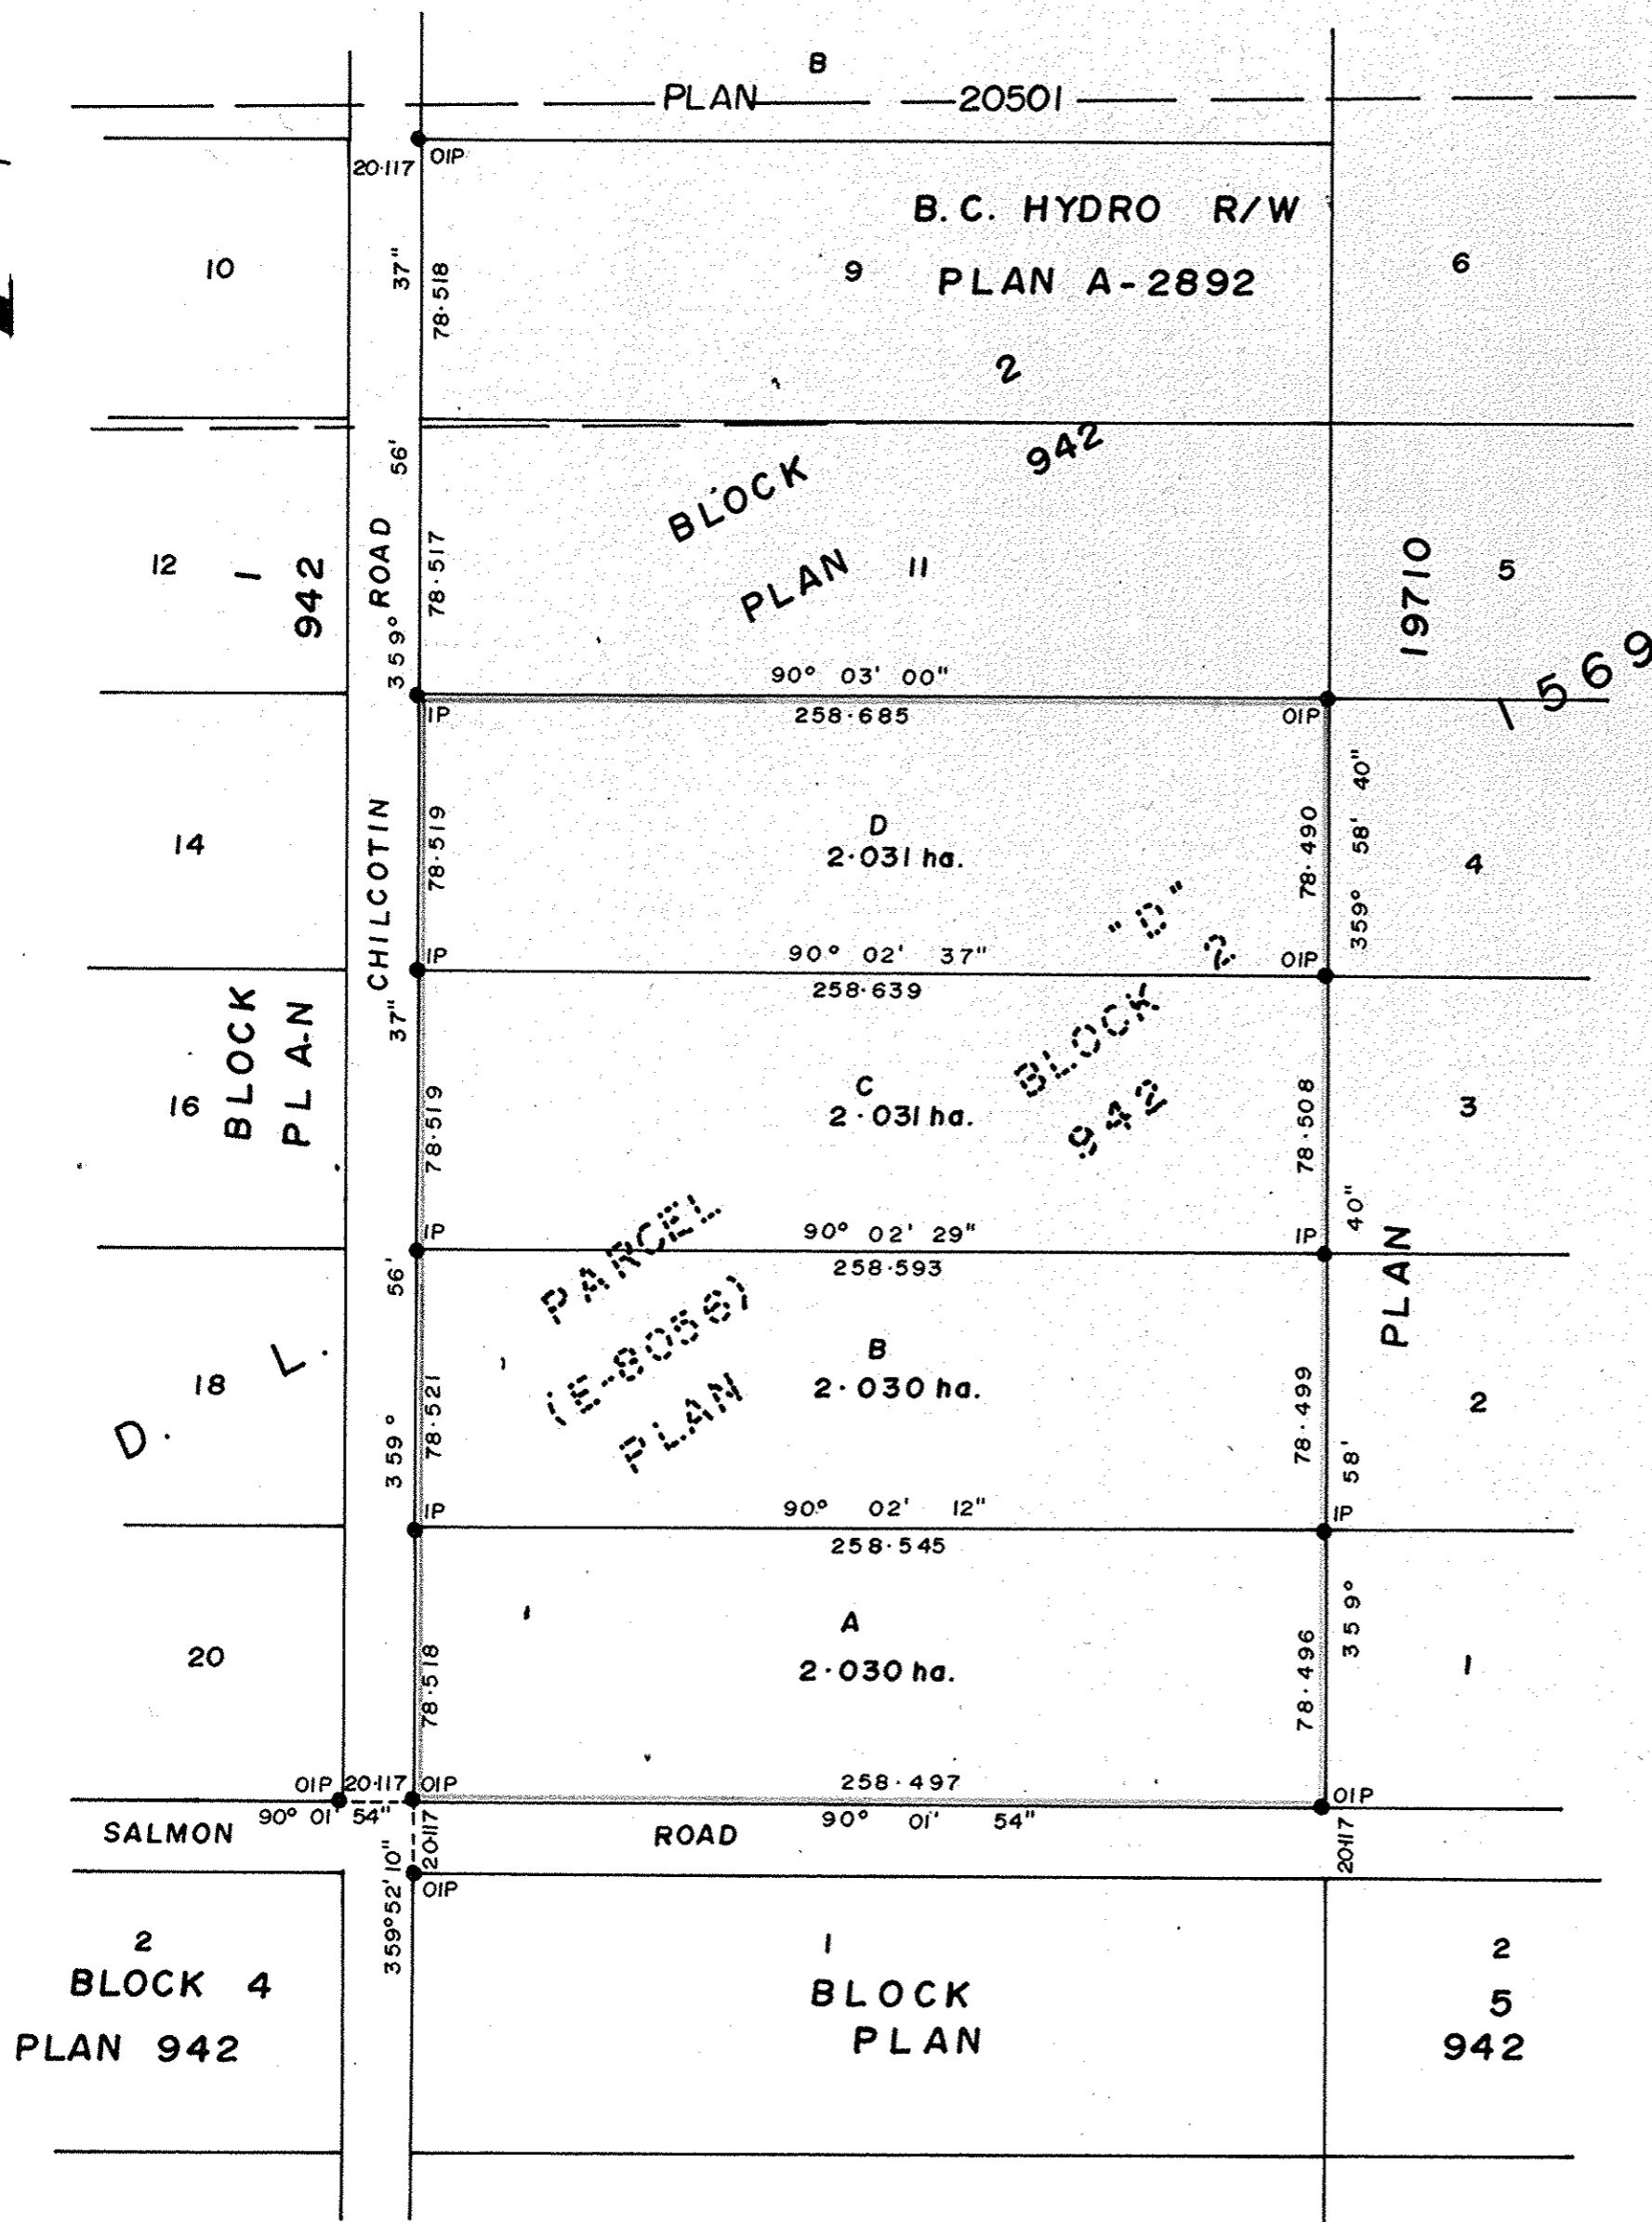 B
PLAN 20501
OIP
20·117
B.C. HYDRO R/W
PLAN A-2892
10
9
6
37"
78·518
2
56'
BLOCK
942
PLAN
11
12
1
942
359°
ROAD
78·517
19710
5
1569
90° 03' 00"
IP
258·685
OIP
14
CHILCOTIN
78·519
D
2·031 ha.
78·490
359° 58' 40"
4
"D"
2
IP
90° 02' 37"
OIP
258·639
BLOCK
PLAN
37"
16
78·519
C
2·031 ha.
BLOCK
942
78·508
3
40"
IP
90° 02' 29"
IP
258·593
PARCEL
(E-8056)
PLAN
PLAN
56'
18
D. L.
359°
78·521
B
2·030 ha.
78·499
2
58'
IP
90° 02' 12"
IP
258·545
20
78·518
A
2·030 ha.
78·496
359°
1
OIP 20·117 OIP
258·497
OIP
90° 01' 54"
90° 01' 54"
SALMON
ROAD
20·117
20·117
359°52'10"
OIP
2
BLOCK 4
PLAN 942
1
BLOCK
PLAN
2
5
942